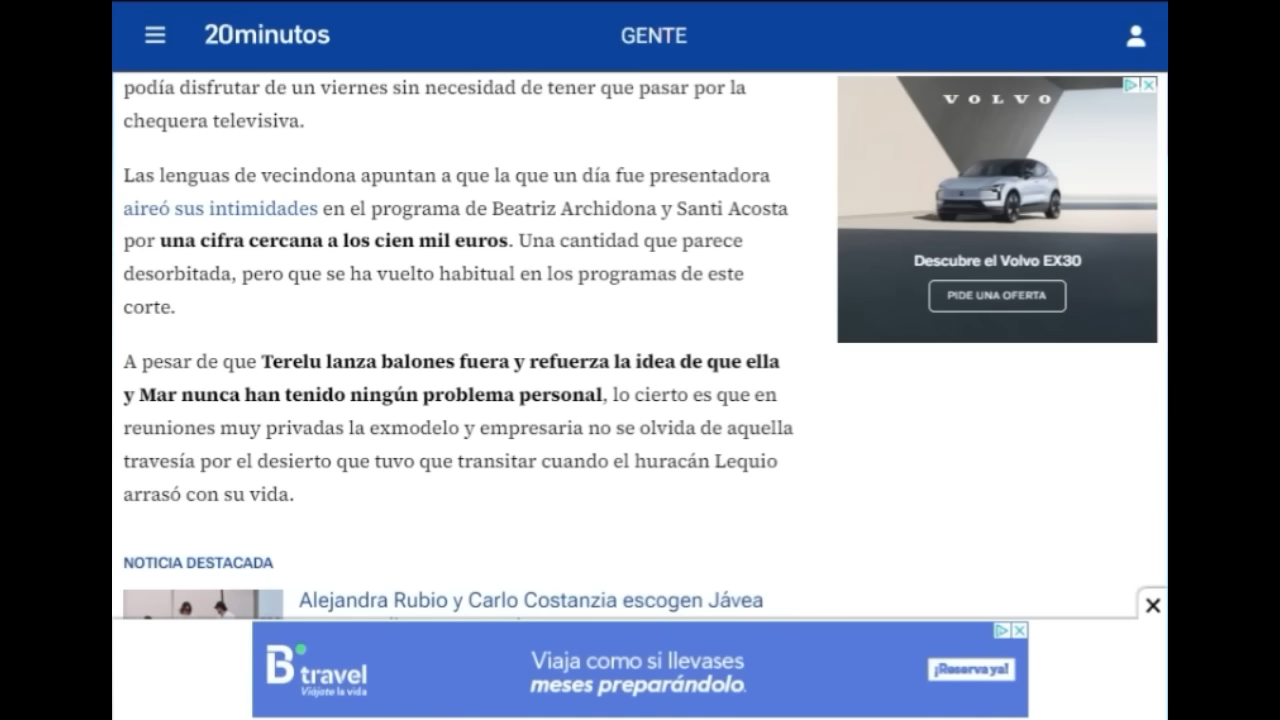 20minutos
GENTE
podía disfrutar de un viernes sin necesidad de tener que pasar por la
chequera televisiva.
Las lenguas de vecindona apuntan a que la que un día fue presentadora
aireó sus intimidades en el programa de Beatriz Archidona y Santi Acosta
por una cifra cercana a los cien mil euros. Una cantidad que parece
desorbitada, pero que se ha vuelto habitual en los programas de este
corte.
A pesar de que Terelu lanza balones fuera y refuerza la idea de que ella
y Mar nunca han tenido ningún problema personal, lo cierto es que en
reuniones muy privadas la exmodelo y empresaria no se olvida de aquella
travesía por el desierto que tuvo que transitar cuando el huracán Lequio
arrasó con su vida.
NOTICIA DESTACADA
Alejandra Rubio y Carlo Costanzia escogen Jávea
VOLVO
Descubre el Volvo EX30
PIDE UNA OFERTA
B travel
Viájate la vida
Viaja como si llevases
meses preparándolo.
¡Reserva ya!